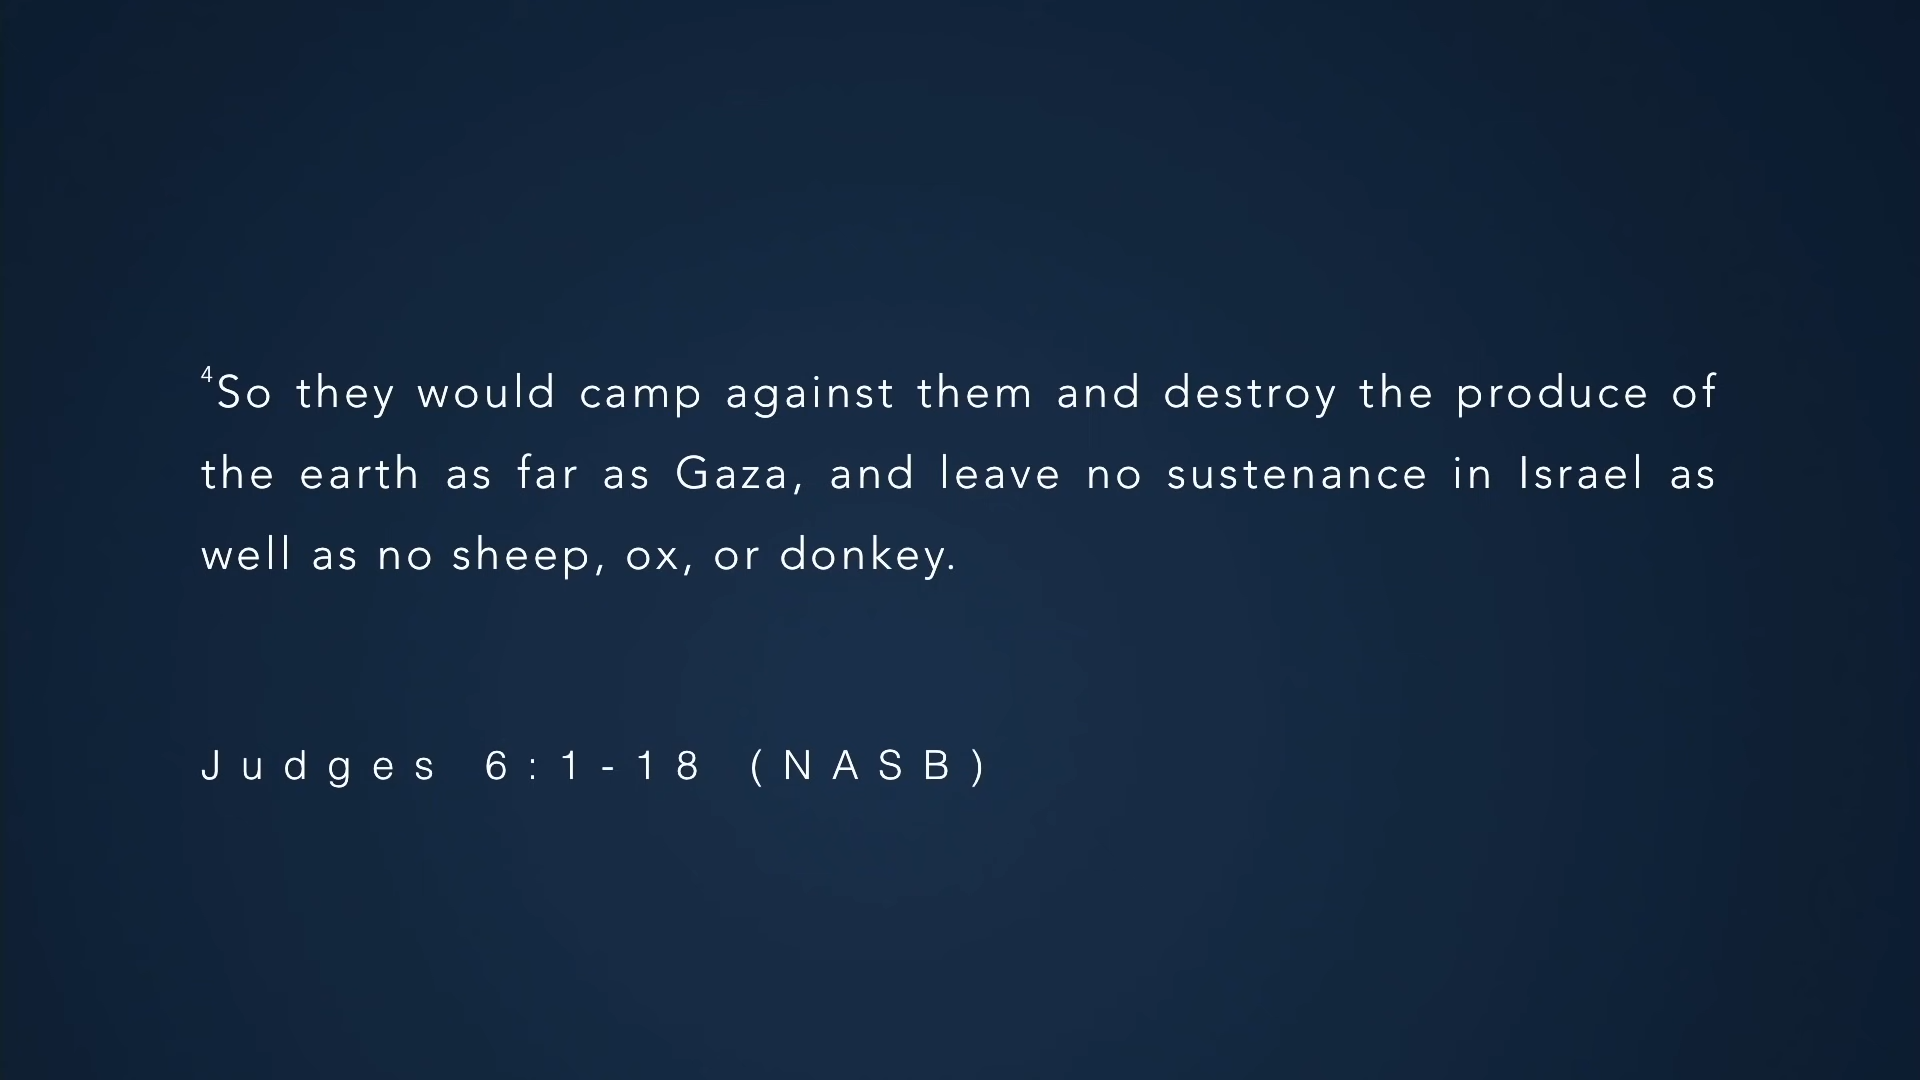 ⁴So they would camp against them and destroy the produce of
the earth as far as Gaza, and leave no sustenance in Israel as
well as no sheep, ox, or donkey.
Judges 6:1-18 (NASB)